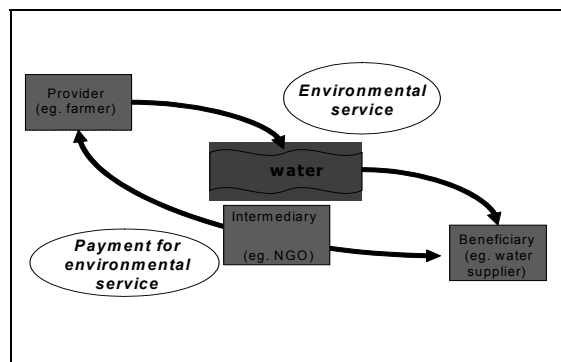 Provider
(eg. farmer)
Environmental
service
water
Intermediary
(eg. NGO)
Payment for
environmental
service
Beneficiary
(eg. water
supplier)